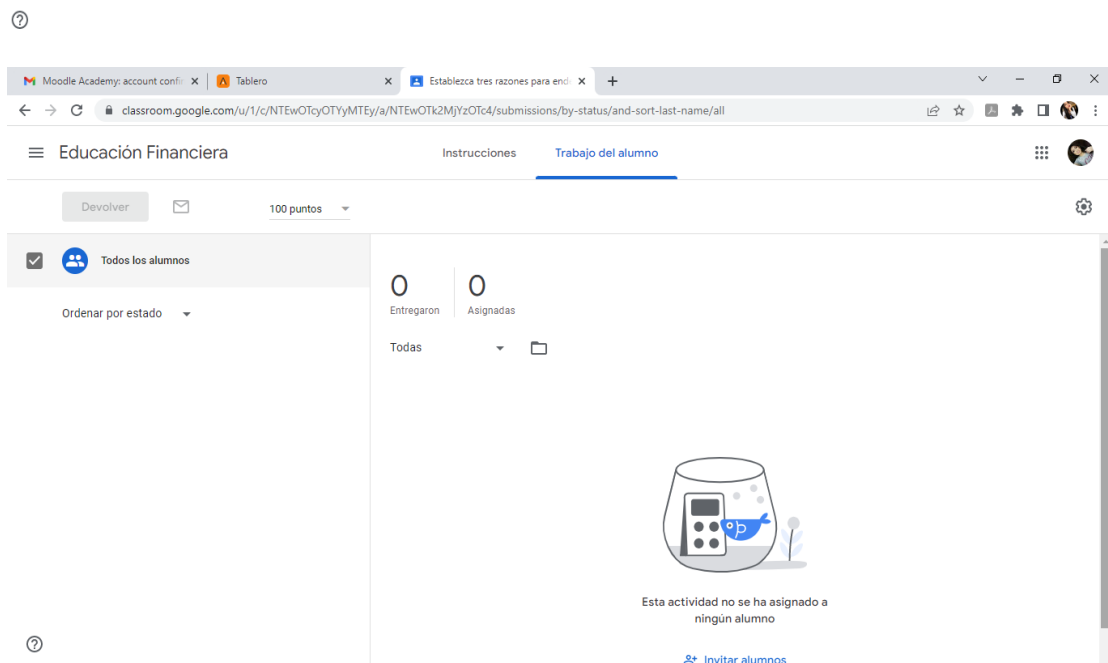 Moodle Academy: account confir
Tablero
Establezca tres razones para end
classroom.google.com/u/1/c/NTEwOTcyOTYyMTEy/a/NTEwOTk2MjYzOTc4/submissions/by-status/and-sort-last-name/all
Educación Financiera
Instrucciones
Trabajo del alumno
Devolver
100 puntos
Todos los alumnos
Ordenar por estado
0
0
Entregaron
Asignadas
Todas
Esta actividad no se ha asignado a
ningún alumno
Invitar alumnos